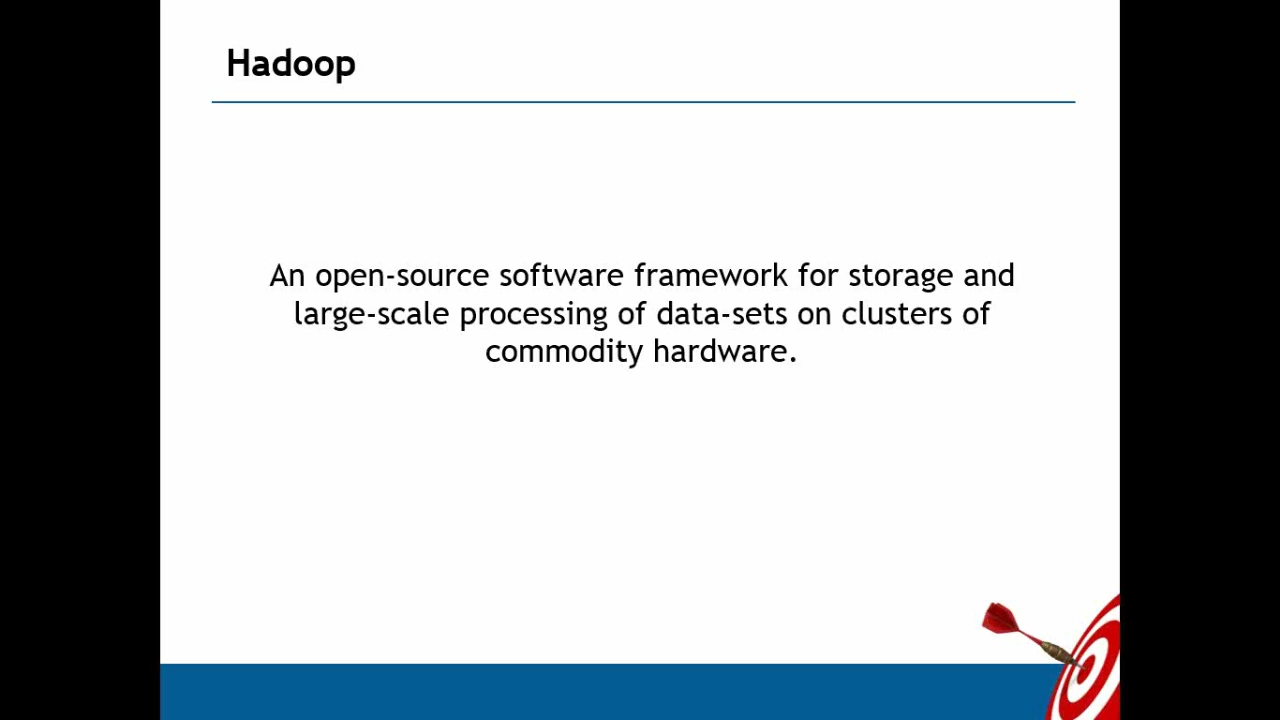 Hadoop
An open-source software framework for storage and
large-scale processing of data-sets on clusters of
commodity hardware.